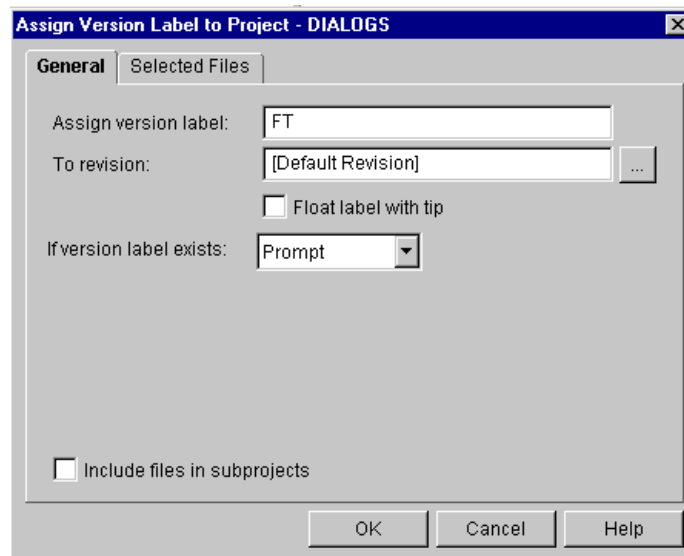 Assign Version Label to Project - DIALOGS
General Selected Files
Assign version label: FT
To revision: [Default Revision] ...
Float label with tip
If version label exists: Prompt
Include files in subprojects
OK Cancel Help